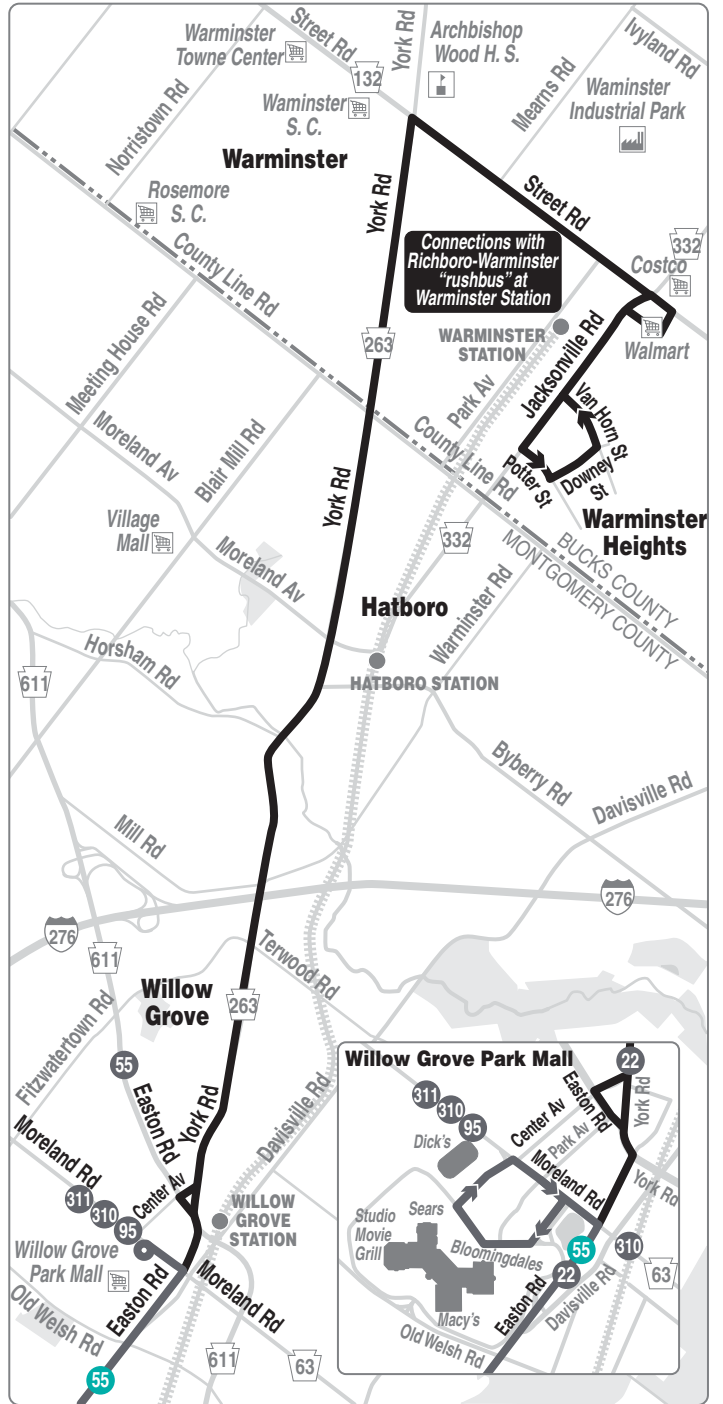 Warminster
Towne Center
Street Rd
132
York Rd
Archbishop
Wood H. S.
Ivyland Rd
Mearns Rd
Waminster
Industrial Park
Norristown Rd
Waminster
S. C.
Warminster
Rosemore
S. C.
County Line Rd
York Rd
Street Rd
Connections with
Richboro-Warminster
“rushbus” at
Warminster Station
332
Costco
WARMINSTER
STATION
Walmart
263
Jacksonville Rd
Meeting House Rd
Park Av
Van Horn St
Moreland Av
Blair Mill Rd
County Line Rd
Potter St
Downey
St
York Rd
Warminster
Heights
Village
Mall
332
BUCKS COUNTY
MONTGOMERY COUNTY
Moreland Av
Hatboro
Warminster Rd
Horsham Rd
611
HATBORO STATION
Byberry Rd
Davisville Rd
Mill Rd
276
276
611
Terwood Rd
Willow
Grove
263
Fitzwatertown Rd
55
Easton Rd
York Rd
Davisville Rd
Moreland Rd
311
310
95
Center Av
WILLOW
GROVE
STATION
Willow Grove
Park Mall
Easton Rd
Moreland Rd
Old Welsh Rd
611
63
55
Willow Grove Park Mall
22
Easton Rd
York Rd
311
310
95
Center Av
Park Av
Dick's
Moreland Rd
York Rd
Sears
Studio
Movie
Grill
Bloomingdales
55
310
63
22
Macy's
Easton Rd
Davisville Rd
Old Welsh Rd